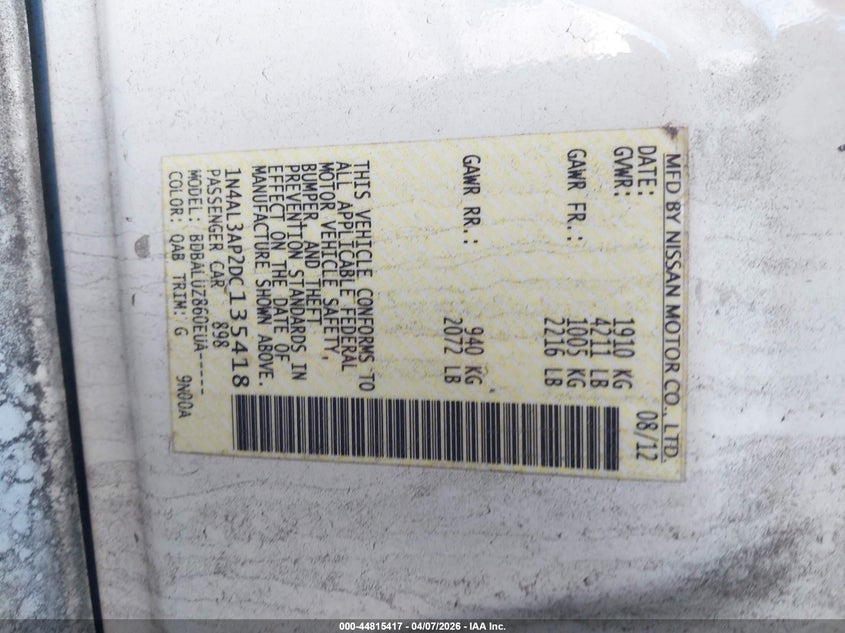 MFD BY NISSAN MOTOR CO., LTD.
DATE: 08/12
GVWR: 1910 KG
4211 LB
GAWR FR.: 1005 KG
2216 LB
GAWR RR.: 940 KG
2072 LB
THIS VEHICLE CONFORMS TO
ALL APPLICABLE FEDERAL
MOTOR VEHICLE SAFETY,
BUMPER, AND THEFT
PREVENTION STANDARDS IN
EFFECT ON THE DATE OF
MANUFACTURE SHOWN ABOVE.
1N4AL3AP2DC135418
PASSENGER CAR 898
MODEL: BDBALUZ860EUA-----
COLOR: QAB TRIM: G 9N00A
000-44815417 - 04/07/2026 - IAA Inc.